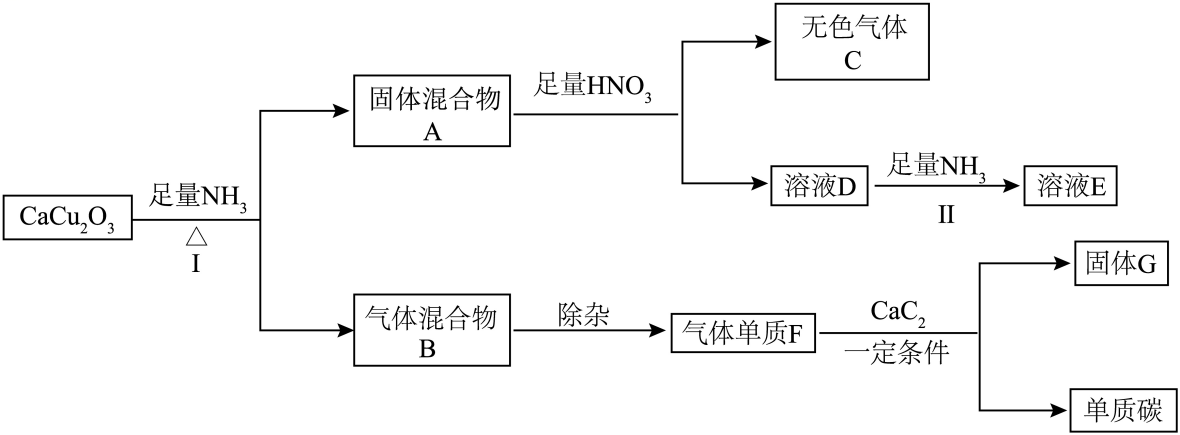 无色气体
C
足量HNO₃
固体混合物
A
足量NH₃
溶液D
溶液E
II
足量NH₃
CaCu₂O₃
△
I
固体G
气体混合物
B
除杂
气体单质F
CaC₂
一定条件
单质碳